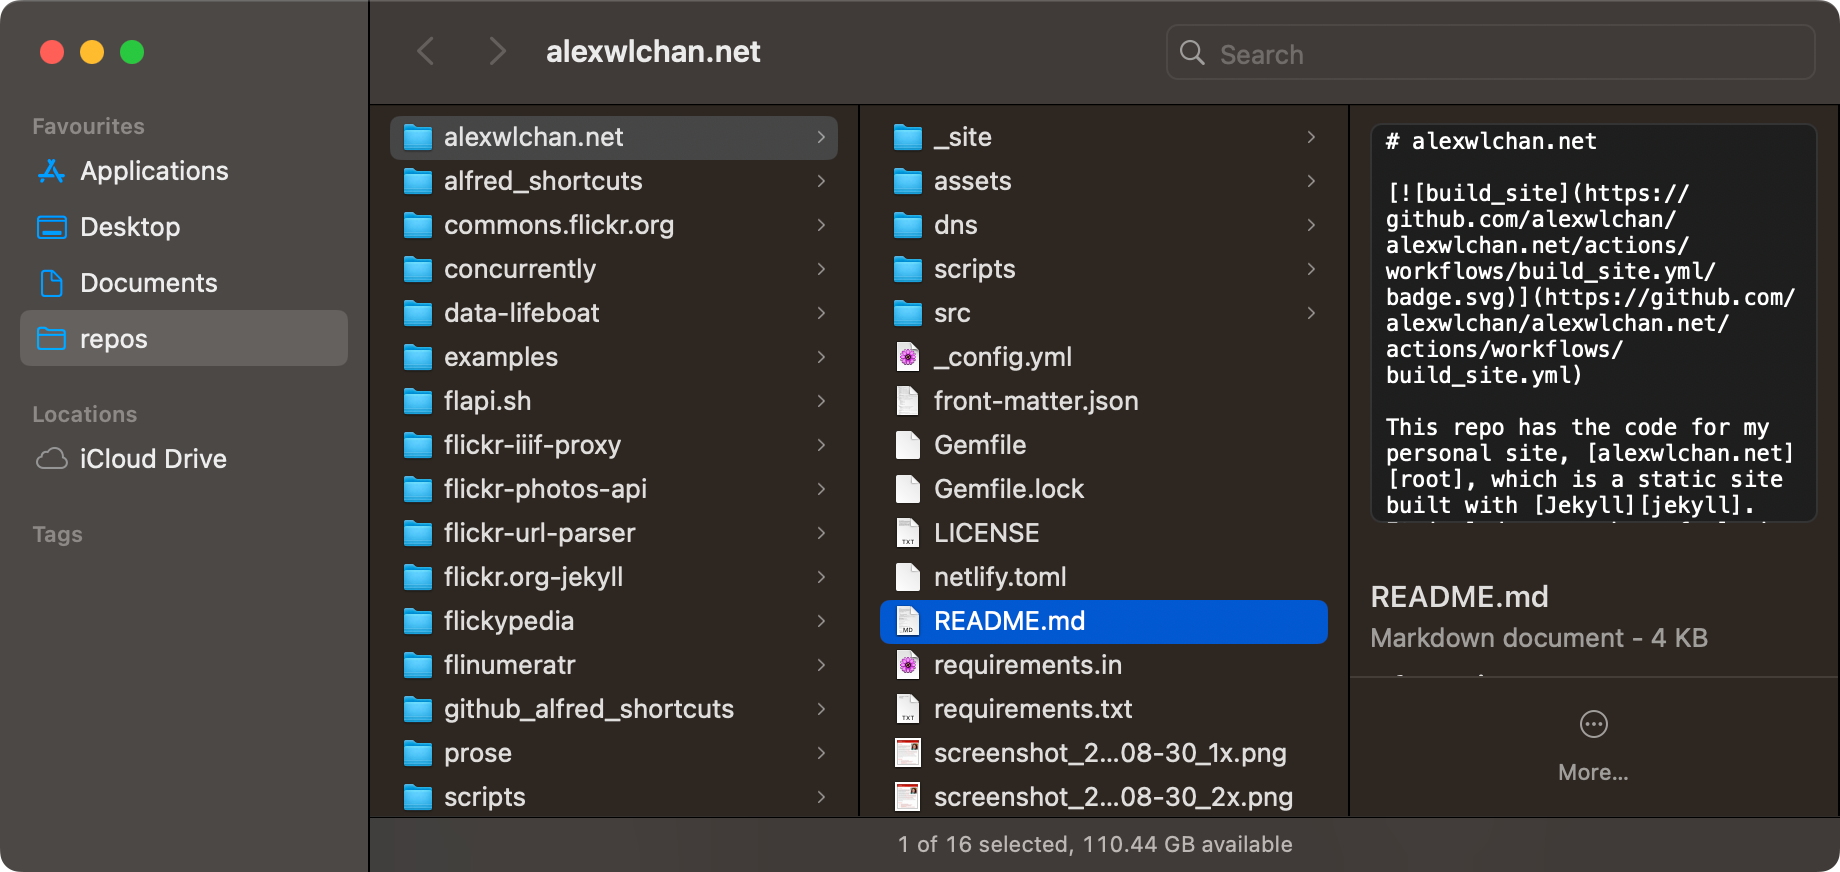 alexwlchan.net
Search
Favourites
Applications
Desktop
Documents
repos
Locations
iCloud Drive
Tags
alexwlchan.net
alfred_shortcuts
commons.flickr.org
concurrently
data-lifeboat
examples
flapi.sh
flickr-iiif-proxy
flickr-photos-api
flickr-url-parser
flickr.org-jekyll
flickypedia
flinumeratr
github_alfred_shortcuts
prose
scripts
_site
assets
dns
scripts
src
_config.yml
front-matter.json
Gemfile
Gemfile.lock
TXT
LICENSE
netlify.toml
MD
README.md
requirements.in
TXT
requirements.txt
screenshot_2...08-30_1x.png
screenshot_2...08-30_2x.png
# alexwlchan.net
[![build_site](https://
github.com/alexwlchan/
alexwlchan.net/actions/
workflows/build_site.yml/
badge.svg)](https://github.com/
alexwlchan/alexwlchan.net/
actions/workflows/
build_site.yml)
This repo has the code for my
personal site, [alexwlchan.net]
[root], which is a static site
built with [Jekyll][jekyll].
README.md
Markdown document - 4 KB
More...
1 of 16 selected, 110.44 GB available